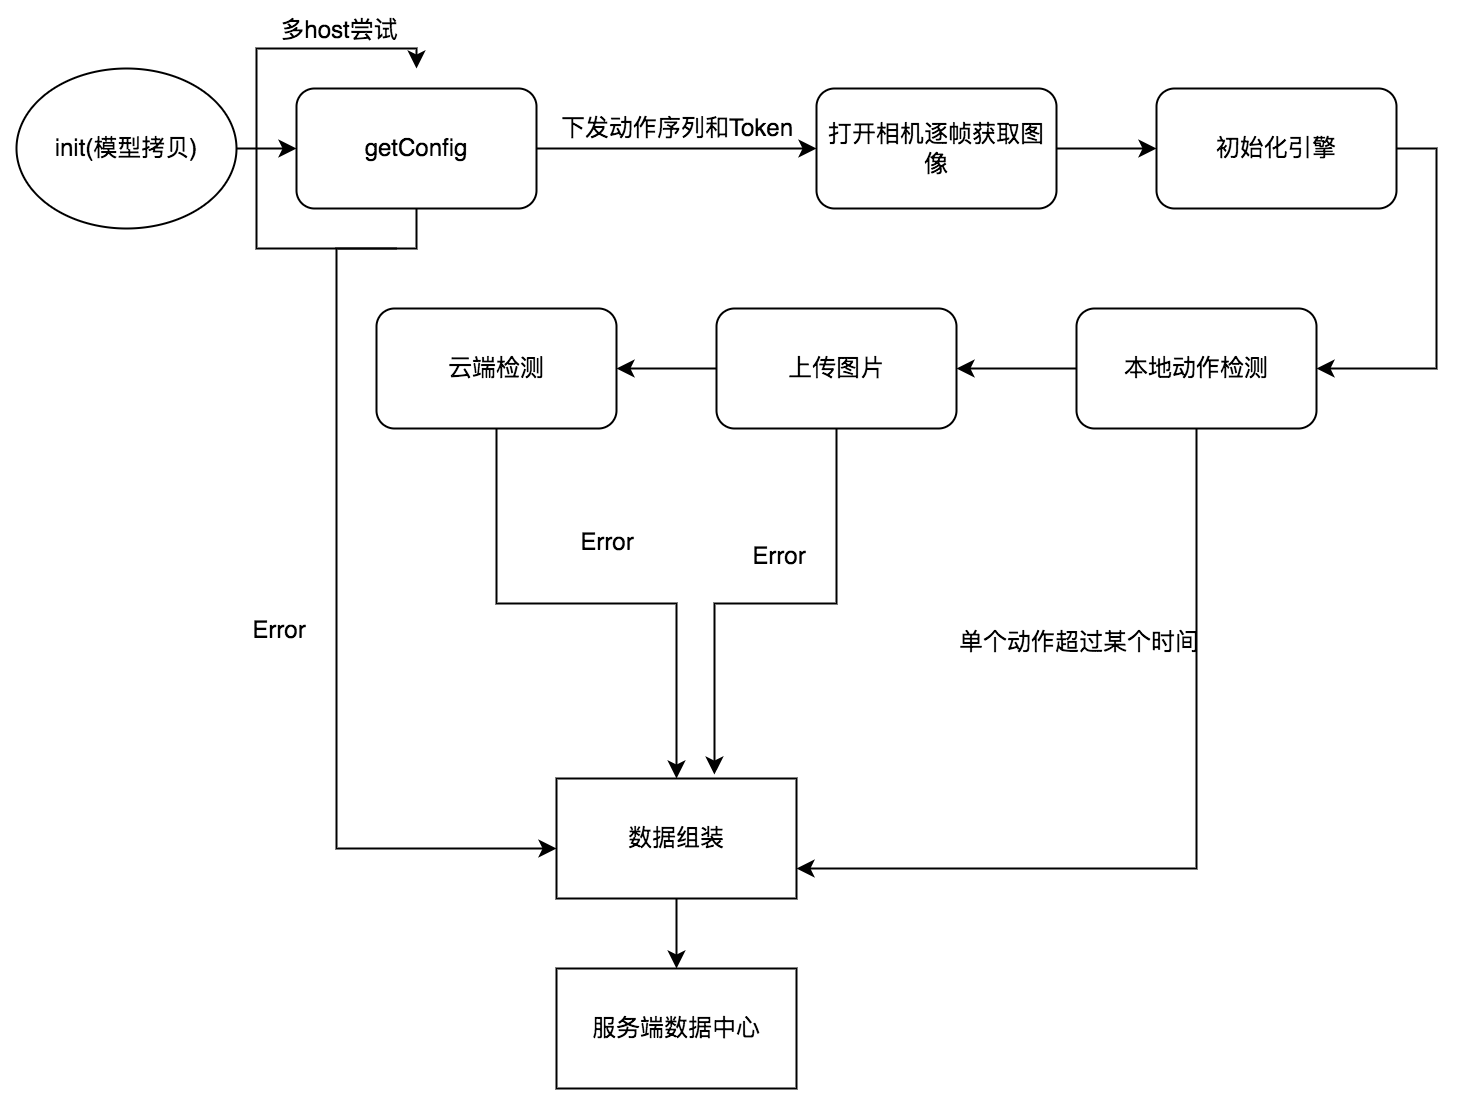 多host尝试
init(模型拷贝)
getConfig
下发动作序列和Token
打开相机逐帧获取图
像
初始化引擎
云端检测
上传图片
本地动作检测
Error
Error
Error
单个动作超过某个时间
数据组装
服务端数据中心